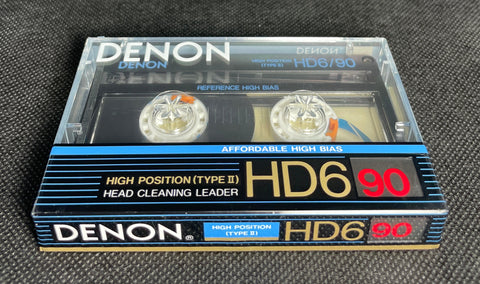 DENON
DENON
DENON
HIGH POSITION
(TYPE II)
HD6/90
REFERENCE HIGH BIAS
AFFORDABLE HIGH BIAS
HIGH POSITION (TYPE II)
HEAD CLEANING LEADER
HD6 90
DENON®
HIGH POSITION
(TYPE II)
HD6 90